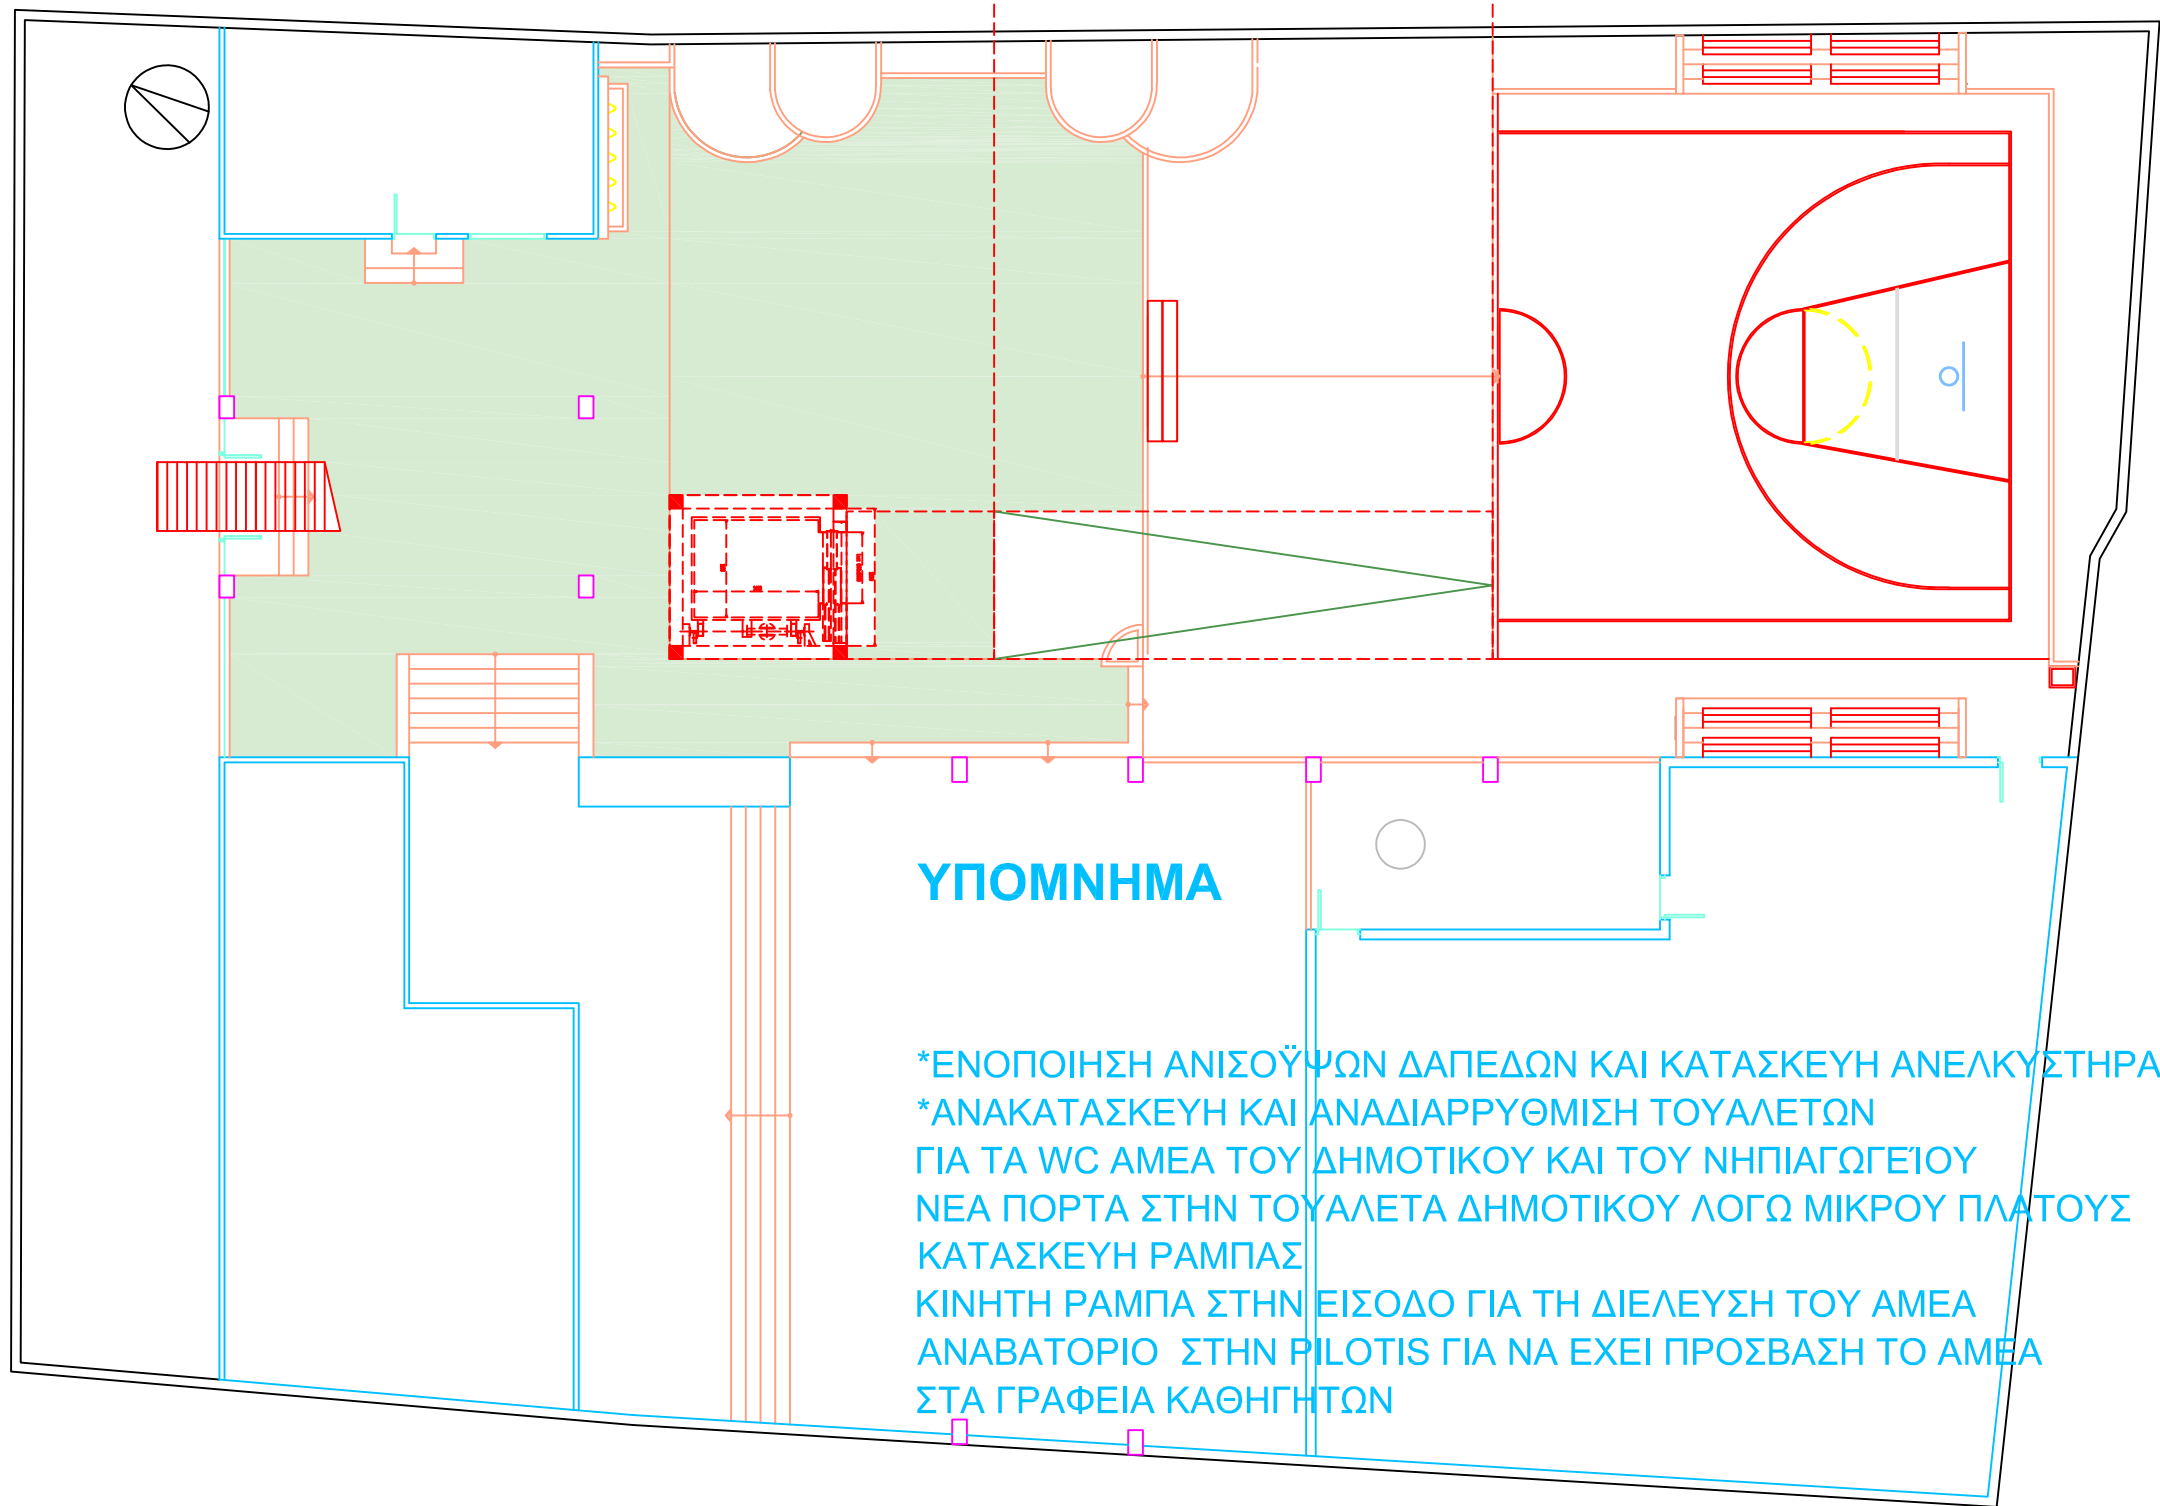 ΥΠΟΜΝΗΜΑ
*ΕΝΟΠΟΙΗΣΗ ΑΝΙΣΟΫΨΩΝ ΔΑΠΕΔΩΝ ΚΑΙ ΚΑΤΑΣΚΕΥΗ ΑΝΕΛΚΥΣΤΗΡΑ
*ΑΝΑΚΑΤΑΣΚΕΥΗ ΚΑΙ ΑΝΑΔΙΑΡΡΥΘΜΙΣΗ ΤΟΥΑΛΕΤΩΝ
ΓΙΑ ΤΑ WC ΑΜΕΑ ΤΟΥ ΔΗΜΟΤΙΚΟΥ ΚΑΙ ΤΟΥ ΝΗΠΙΑΓΩΓΕΊΟΥ
ΝΕΑ ΠΟΡΤΑ ΣΤΗΝ ΤΟΥΑΛΕΤΑ ΔΗΜΟΤΙΚΟΥ ΛΟΓΩ ΜΙΚΡΟΥ ΠΛΑΤΟΥΣ
ΚΑΤΑΣΚΕΥΗ ΡΑΜΠΑΣ
ΚΙΝΗΤΗ ΡΑΜΠΑ ΣΤΗΝ ΕΙΣΟΔΟ ΓΙΑ ΤΗ ΔΙΕΛΕΥΣΗ ΤΟΥ ΑΜΕΑ
ΑΝΑΒΑΤΟΡΙΟ  ΣΤΗΝ PILOTIS ΓΙΑ ΝΑ ΕΧΕΙ ΠΡΟΣΒΑΣΗ ΤΟ ΑΜΕΑ
ΣΤΑ ΓΡΑΦΕΙΑ ΚΑΘΗΓΗΤΩΝ